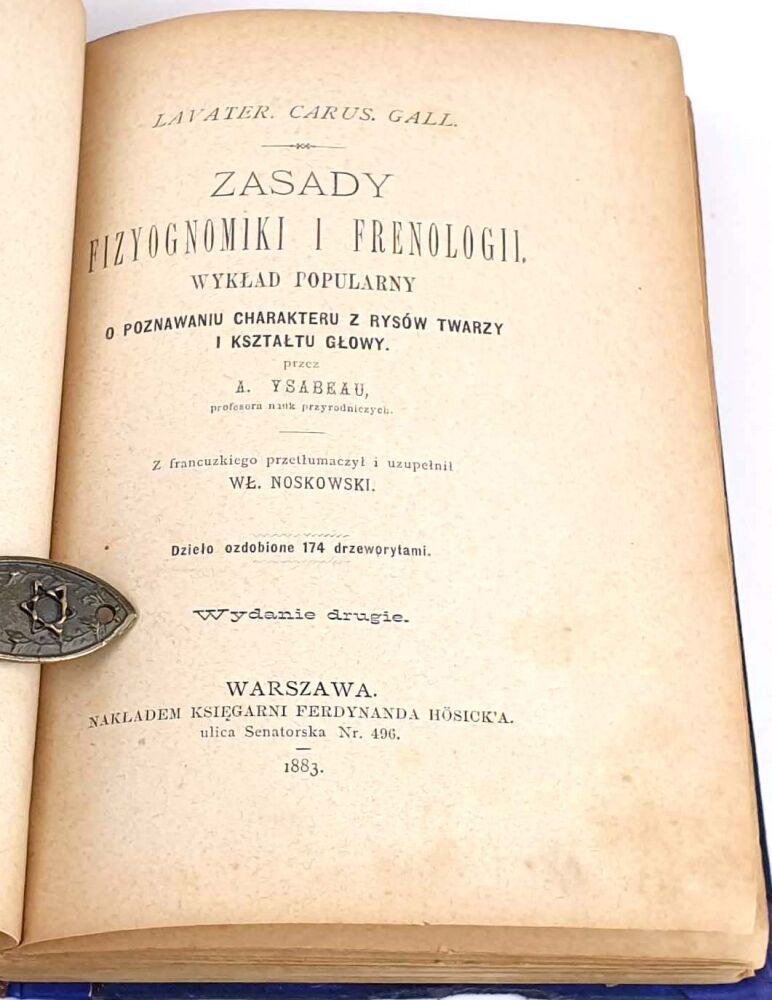 LAVATER. CARUS. GALL.
ZASADY
FIZYOGNOMIKI I FRENOLOGII.
WYKŁAD POPULARNY
O POZNAWANIU CHARAKTERU Z RYSÓW TWARZY
I KSZTAŁTU GŁOWY.
przez
A. YSABEAU,
profesora nauk przyrodniczych.
Z francuzkiego przetłumaczył i uzupełnił
WŁ. NOSKOWSKI.
Dzieło ozdobione 174 drzeworytami.
Wydanie drugie.
WARSZAWA.
NAKŁADEM KSIĘGARNI FERDYNANDA HÖSICK'A.
ulica Senatorska Nr. 496.
1883.